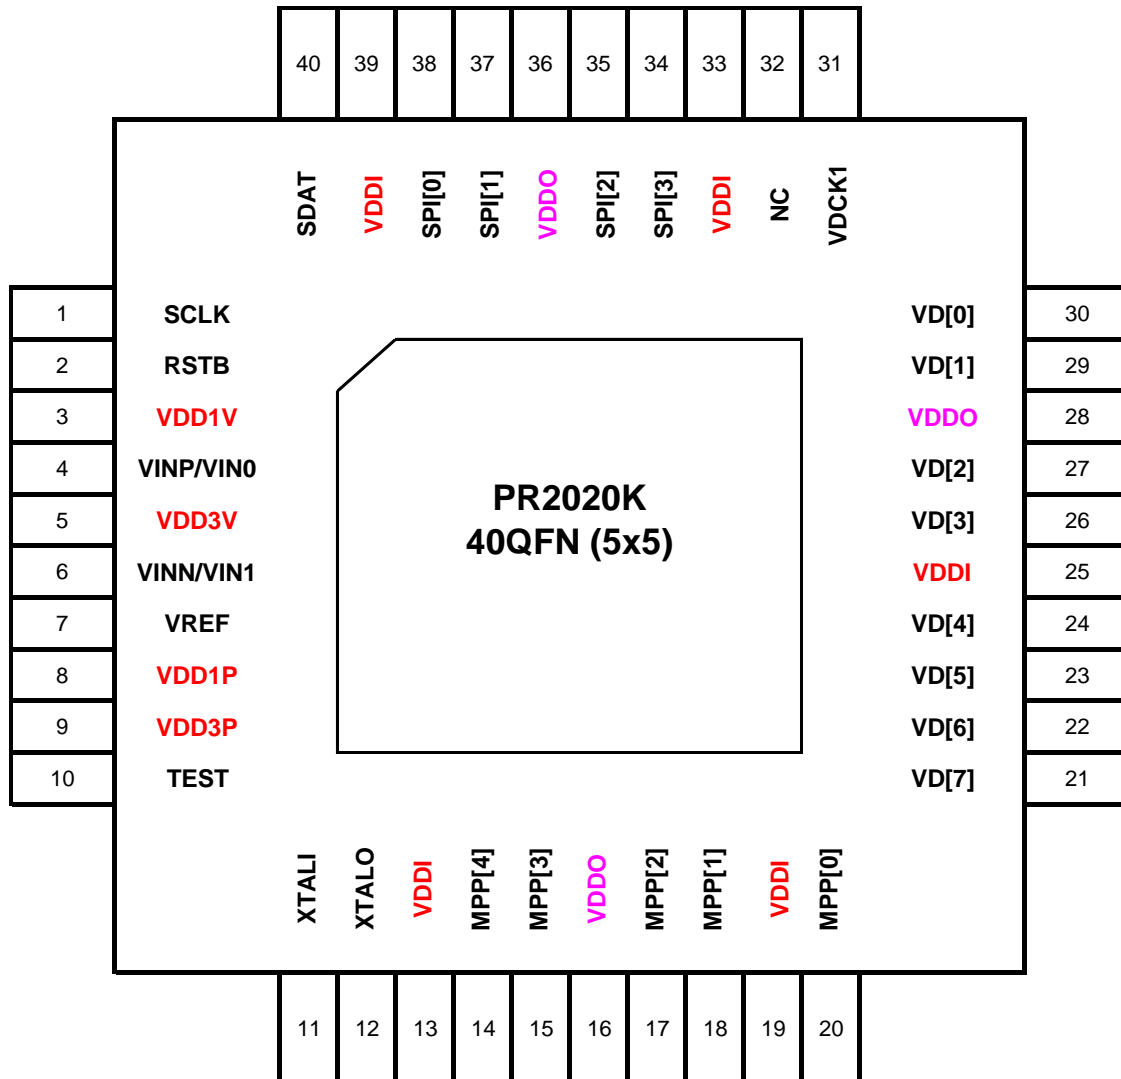 40 39 38 37 36 35 34 33 32 31
SDAT VDDI SPI[0] SPI[1] VDDO SPI[2] SPI[3] VDDI NC VDCK1
1 SCLK VD[0] 30
2 RSTB VD[1] 29
3 VDD1V VDDO 28
4 VINP/VIN0 VD[2] 27
5 VDD3V VD[3] 26
6 VINN/VIN1 VDDI 25
7 VREF VD[4] 24
8 VDD1P VD[5] 23
9 VDD3P VD[6] 22
10 TEST VD[7] 21
PR2020K
40QFN (5x5)
XTALI XTALO VDDI MPP[4] MPP[3] VDDO MPP[2] MPP[1] VDDI MPP[0]
11 12 13 14 15 16 17 18 19 20